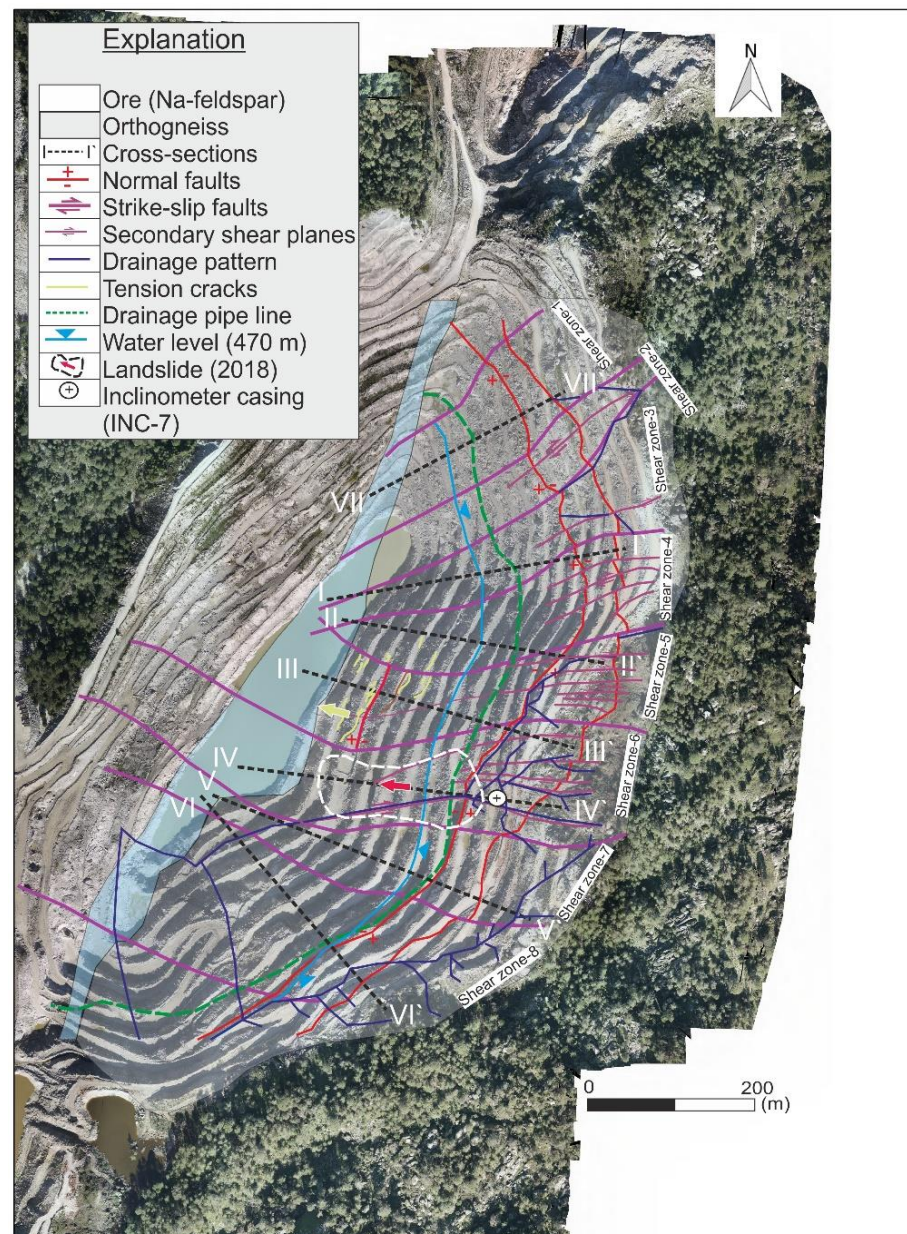 Explanation
Ore (Na-feldspar)
Orthogneiss
I I` Cross-sections
+ - Normal faults
Strike-slip faults
Secondary shear planes
Drainage pattern
Tension cracks
Drainage pipe line
Water level (470 m)
Landslide (2018)
+ Inclinometer casing
(INC-7)
N
Shear zone-1
Shear zone-2
VII`
Shear zone-3
VII
Shear zone-4
I
I`
II
II`
Shear zone-5
III
III`
Shear zone-6
IV
IV`
V
VI
Shear zone-7
V`
Shear zone-8
VI`
0 200
(m)